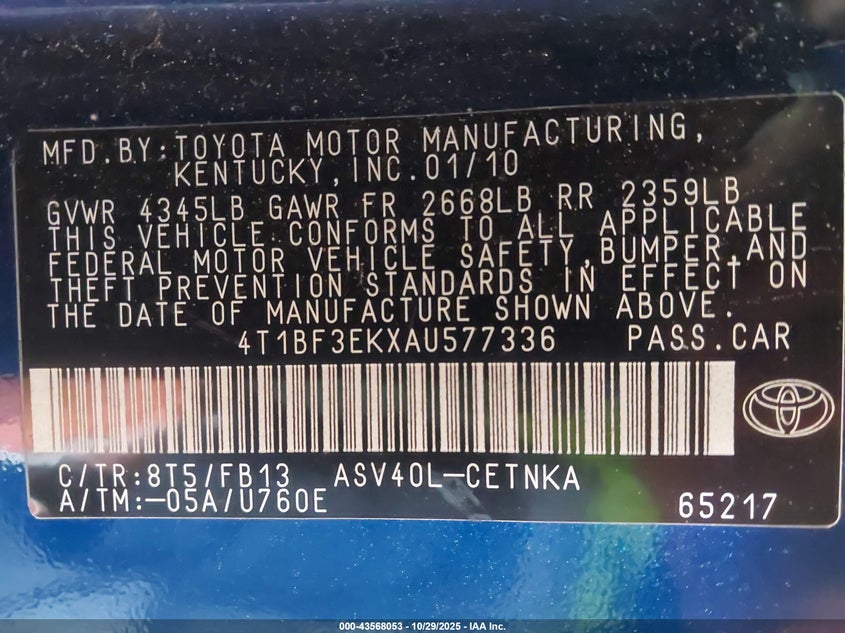 MFD.BY:TOYOTA MOTOR MANUFACTURING,
KENTUCKY,INC.01/10
GVWR 4345LB GAWR FR 2668LB RR 2359LB
THIS VEHICLE CONFORMS TO ALL APPLICABLE
FEDERAL MOTOR VEHICLE SAFETY,BUMPER,AND
THEFT PREVENTION STANDARDS IN EFFECT ON
THE DATE OF MANUFACTURE SHOWN ABOVE.
4T1BF3EKXAU577336 PASS.CAR
C/TR:8T5/FB13 ASV40L-CETNKA
A/TM:-05A/U760E 65217
000-43568053 - 10/29/2025 - IAA Inc.